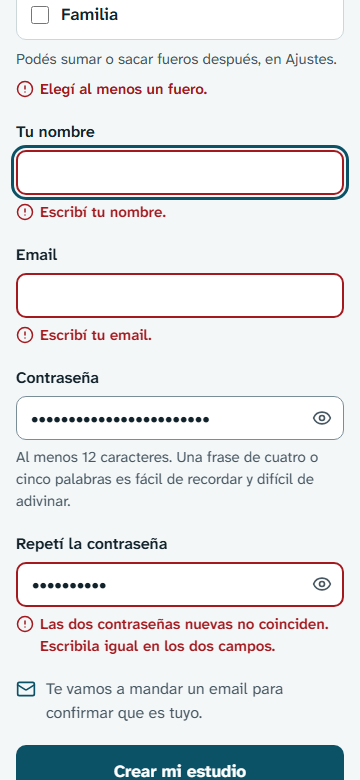 Familia
Podés sumar o sacar fueros después, en Ajustes.
Elegí al menos un fuero.
Tu nombre
Escribí tu nombre.
Email
Escribí tu email.
Contraseña
••••••••••••••••••••••••
Al menos 12 caracteres. Una frase de cuatro o
cinco palabras es fácil de recordar y difícil de
adivinar.
Repetí la contraseña
••••••••••
Las dos contraseñas nuevas no coinciden.
Escribila igual en los dos campos.
Te vamos a mandar un email para
confirmar que es tuyo.
Crear mi estudio